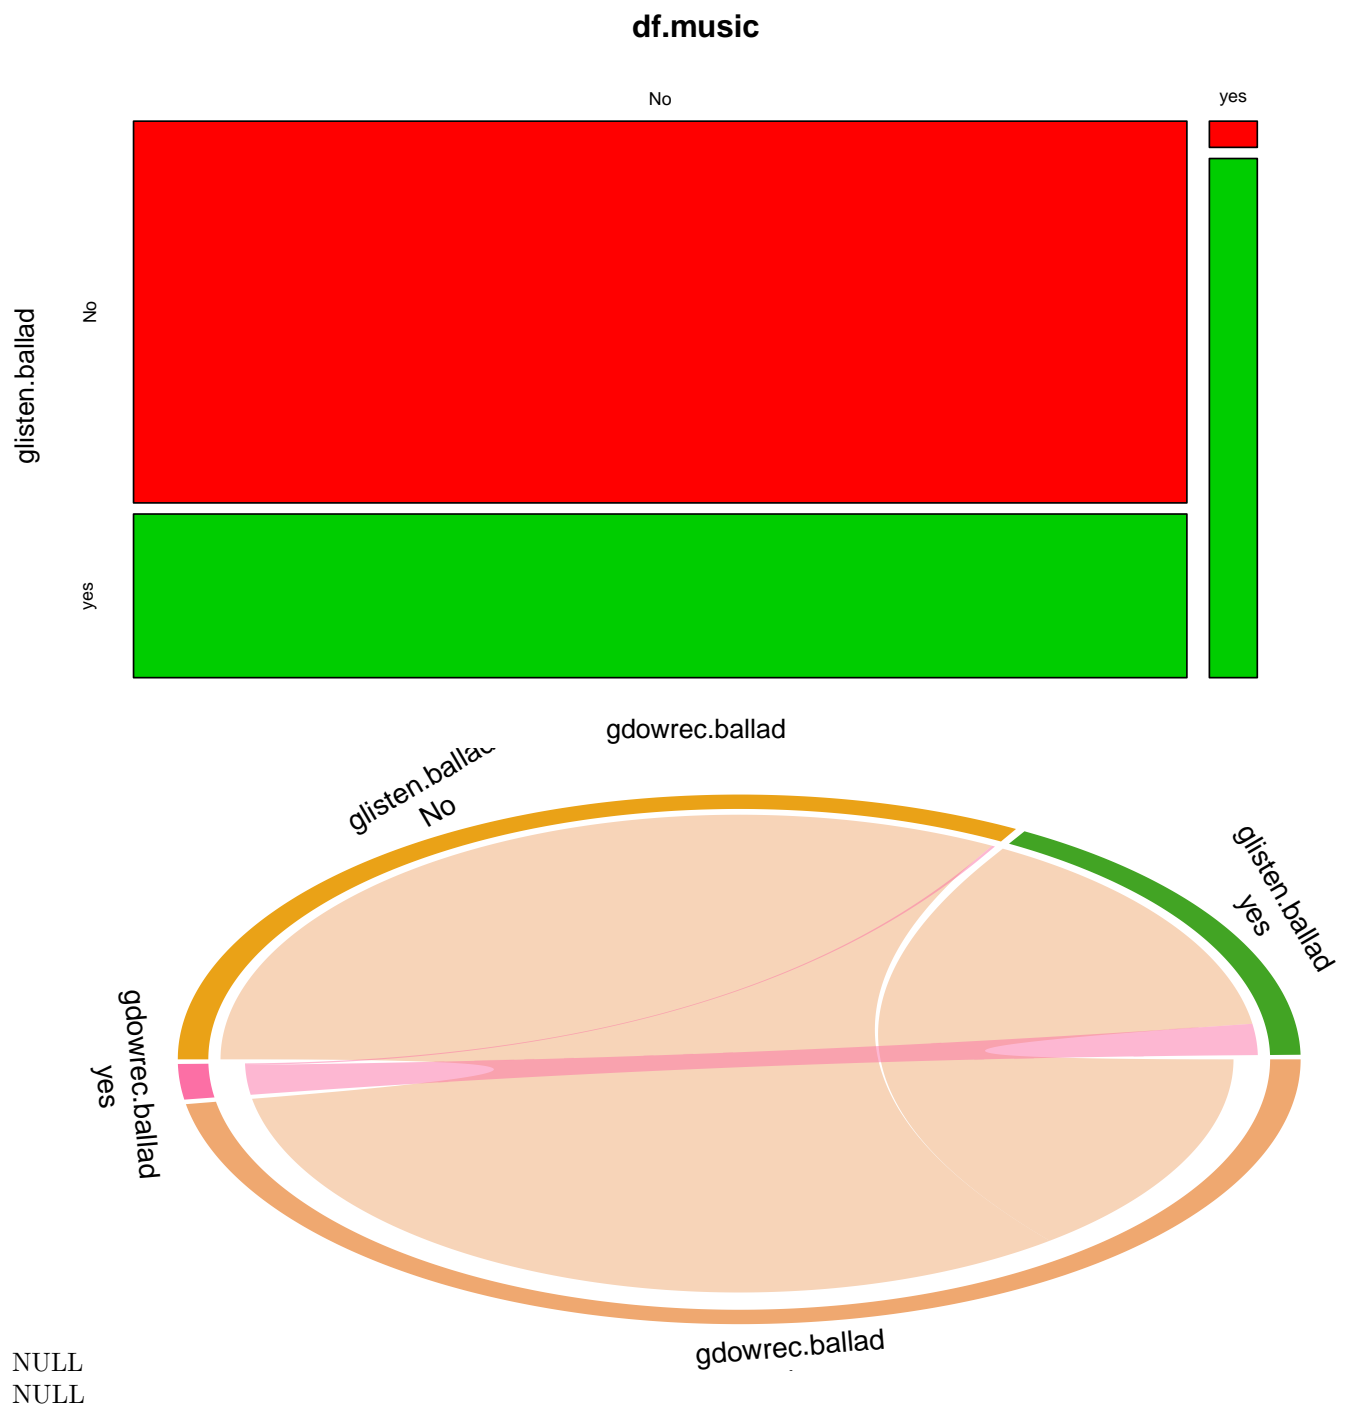 df.music
No
yes
No
glisten.ballad
yes
gdowrec.ballad
glisten.ballad
No
glisten.ballad
yes
gdowrec.ballad
yes
gdowrec.ballad
NULL
NULL